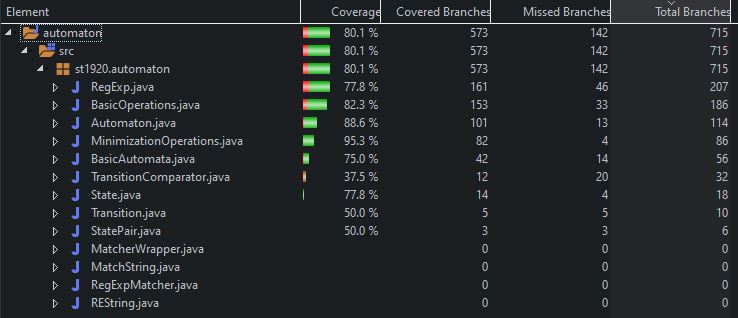 Element Coverage Covered Branches Missed Branches Total Branches
automaton 80.1 % 573 142 715
src 80.1 % 573 142 715
st1920.automaton 80.1 % 573 142 715
RegExp.java 77.8 % 161 46 207
BasicOperations.java 82.3 % 153 33 186
Automaton.java 88.6 % 101 13 114
MinimizationOperations.java 95.3 % 82 4 86
BasicAutomata.java 75.0 % 42 14 56
TransitionComparator.java 37.5 % 12 20 32
State.java 77.8 % 14 4 18
Transition.java 50.0 % 5 5 10
StatePair.java 50.0 % 3 3 6
MatcherWrapper.java 0 0 0
MatchString.java 0 0 0
RegExpMatcher.java 0 0 0
REString.java 0 0 0